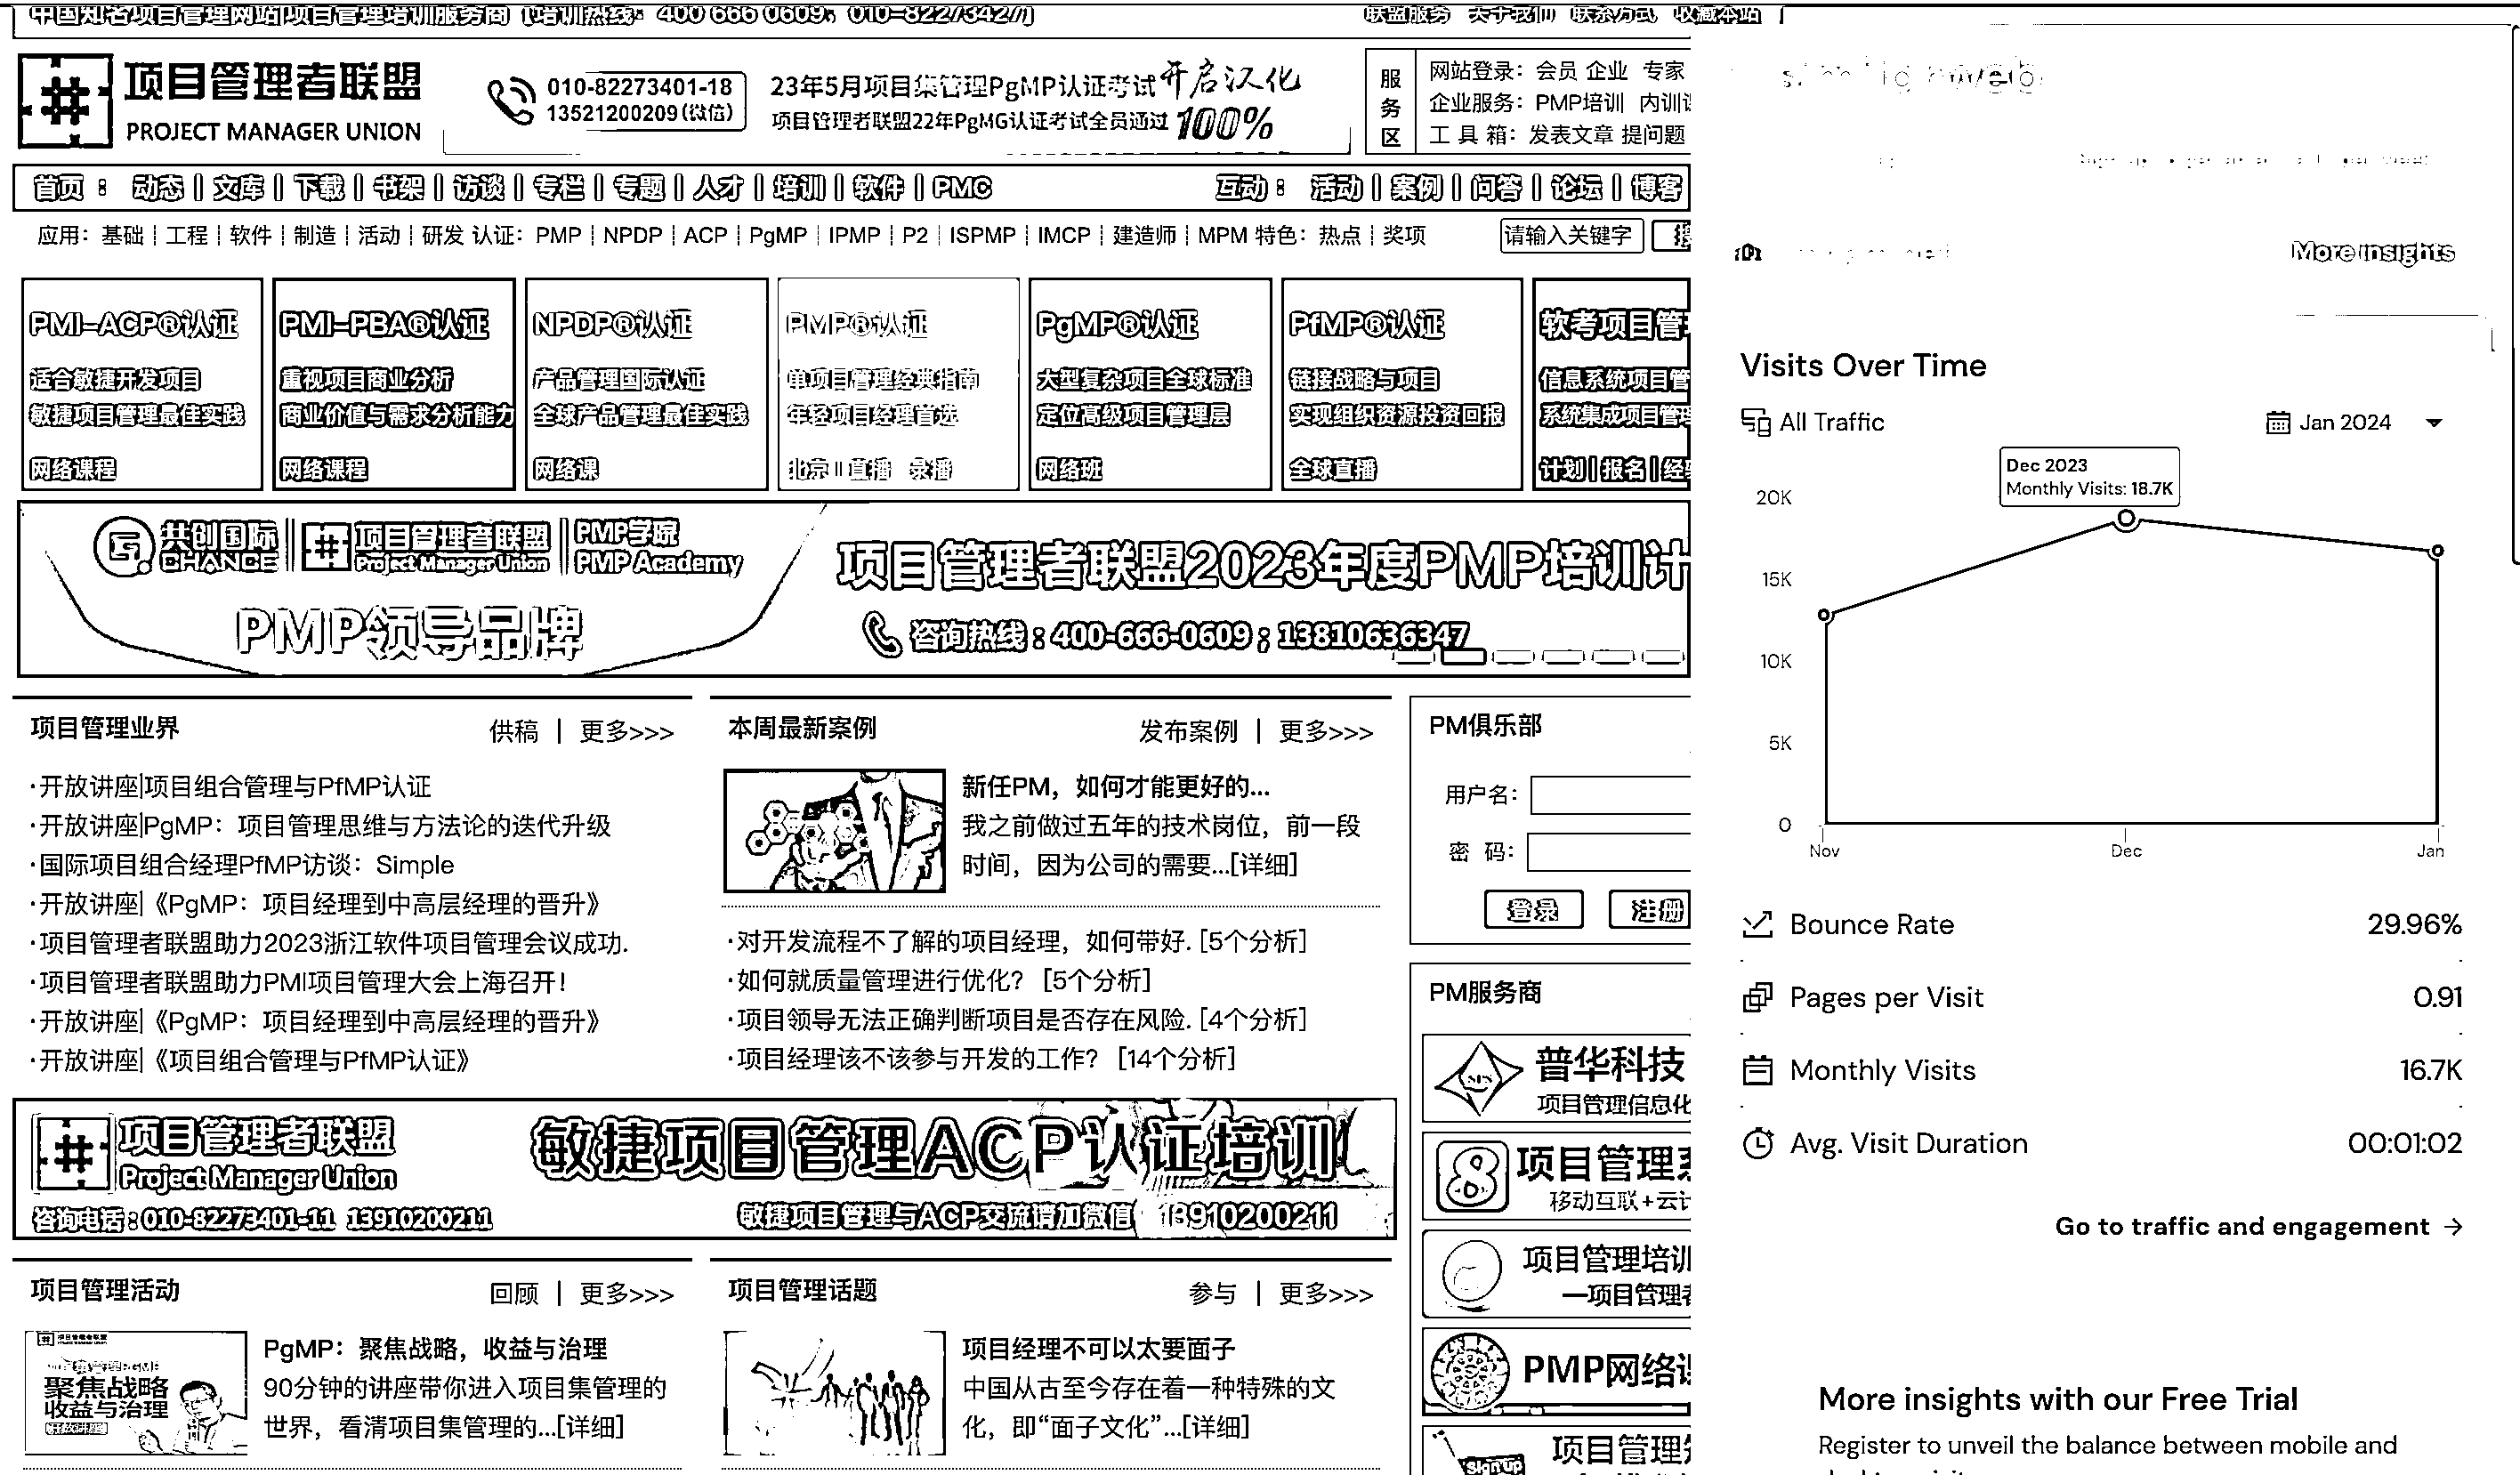 中国知名项目管理网站|项目管理培训服务商 [培训热线: 400 666 0609, 010-82273427]
联盟服务 关于我们 联系方式 收藏本站
项目管理者联盟
PROJECT MANAGER UNION
010-82273401-18
13521200209(微信)
23年5月项目集管理PgMP认证考试开启汉化
项目管理者联盟22年PgMG认证考试全员通过 100%
服务区
网站登录：会员 企业 专家
企业服务：PMP培训 内训
工 具 箱：发表文章 提问题
首页： 动态 | 文库 | 下载 | 书架 | 访谈 | 专栏 | 专题 | 人才 | 培训 | 软件 | PMC
互动： 活动 | 案例 | 问答 | 论坛 | 博客
应用：基础 | 工程 | 软件 | 制造 | 活动 | 研发 认证：PMP | NPDP | ACP | PgMP | IPMP | P2 | ISPMP | IMCP | 建造师 | MPM 特色：热点 | 奖项
请输入关键字
PMI-ACP®认证
适合敏捷开发项目
敏捷项目管理最佳实践
网络课程
PMI-PBA®认证
重视项目商业分析
商业价值与需求分析能力
网络课程
NPDP®认证
产品管理国际认证
全球产品管理最佳实践
网络课
PMP®认证
单项目管理经典指南
年轻项目经理首选
北京 || 直播 录播
PgMP®认证
大型复杂项目全球标准
定位高级项目管理层
网络班
PfMP®认证
链接战略与项目
实现组织资源投资回报
全球直播
软考项目管
信息系统项目管
系统集成项目管
计划 | 报名 | 经
共创国际
CHANCE
项目管理者联盟
Project Manager Union
PMP学院
PMP Academy
PMP领导品牌
项目管理者联盟2023年度PMP培训计
咨询热线：400-666-0609；13810636347
项目管理业界
供稿 | 更多>>>
·开放讲座|项目组合管理与PfMP认证
·开放讲座|PgMP：项目管理思维与方法论的迭代升级
·国际项目组合经理PfMP访谈：Simple
·开放讲座|《PgMP：项目经理到中高层经理的晋升》
·项目管理者联盟助力2023浙江软件项目管理会议成功.
·项目管理者联盟助力PMI项目管理大会上海召开！
·开放讲座|《PgMP：项目经理到中高层经理的晋升》
·开放讲座|《项目组合管理与PfMP认证》
本周最新案例
发布案例 | 更多>>>
新任PM，如何才能更好的...
我之前做过五年的技术岗位，前一段
时间，因为公司的需要...[详细]
·对开发流程不了解的项目经理，如何带好. [5个分析]
·如何就质量管理进行优化？ [5个分析]
·项目领导无法正确判断项目是否存在风险. [4个分析]
·项目经理该不该参与开发的工作？ [14个分析]
PM俱乐部
用户名：
密 码：
登录 注册
PM服务商
普华科技
项目管理信息化
项目管理
移动互联+云
项目管理培训
—项目管理
PMP网络
项目管理
Sign up
项目管理者联盟
Project Manager Union
咨询电话：010-82273401-11 13910200211
敏捷项目管理ACP认证培训
敏捷项目管理与ACP交流请加微信 13910200211
项目管理活动
回顾 | 更多>>>
聚焦战略
收益与治理
PgMP：聚焦战略，收益与治理
90分钟的讲座带你进入项目集管理的
世界，看清项目集管理的...[详细]
项目管理话题
参与 | 更多>>>
项目经理不可以太要面子
中国从古至今存在着一种特殊的文
化，即“面子文化”...[详细]
More insights
Visits Over Time
All Traffic
Jan 2024
Dec 2023
Monthly Visits: 18.7K
20K
15K
10K
5K
0
Nov Dec Jan
Bounce Rate 29.96%
Pages per Visit 0.91
Monthly Visits 16.7K
Avg. Visit Duration 00:01:02
Go to traffic and engagement →
More insights with our Free Trial
Register to unveil the balance between mobile and